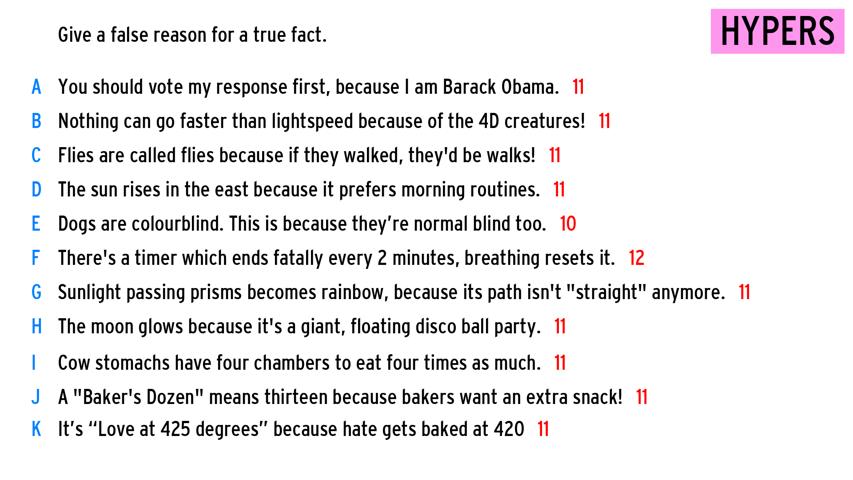 Give a false reason for a true fact.
HYPERS
A You should vote my response first, because I am Barack Obama. 11
B Nothing can go faster than lightspeed because of the 4D creatures! 11
C Flies are called flies because if they walked, they'd be walks! 11
D The sun rises in the east because it prefers morning routines. 11
E Dogs are colourblind. This is because they’re normal blind too. 10
F There's a timer which ends fatally every 2 minutes, breathing resets it. 12
G Sunlight passing prisms becomes rainbow, because its path isn't "straight" anymore. 11
H The moon glows because it's a giant, floating disco ball party. 11
I Cow stomachs have four chambers to eat four times as much. 11
J A "Baker's Dozen" means thirteen because bakers want an extra snack! 11
K It’s “Love at 425 degrees” because hate gets baked at 420 11